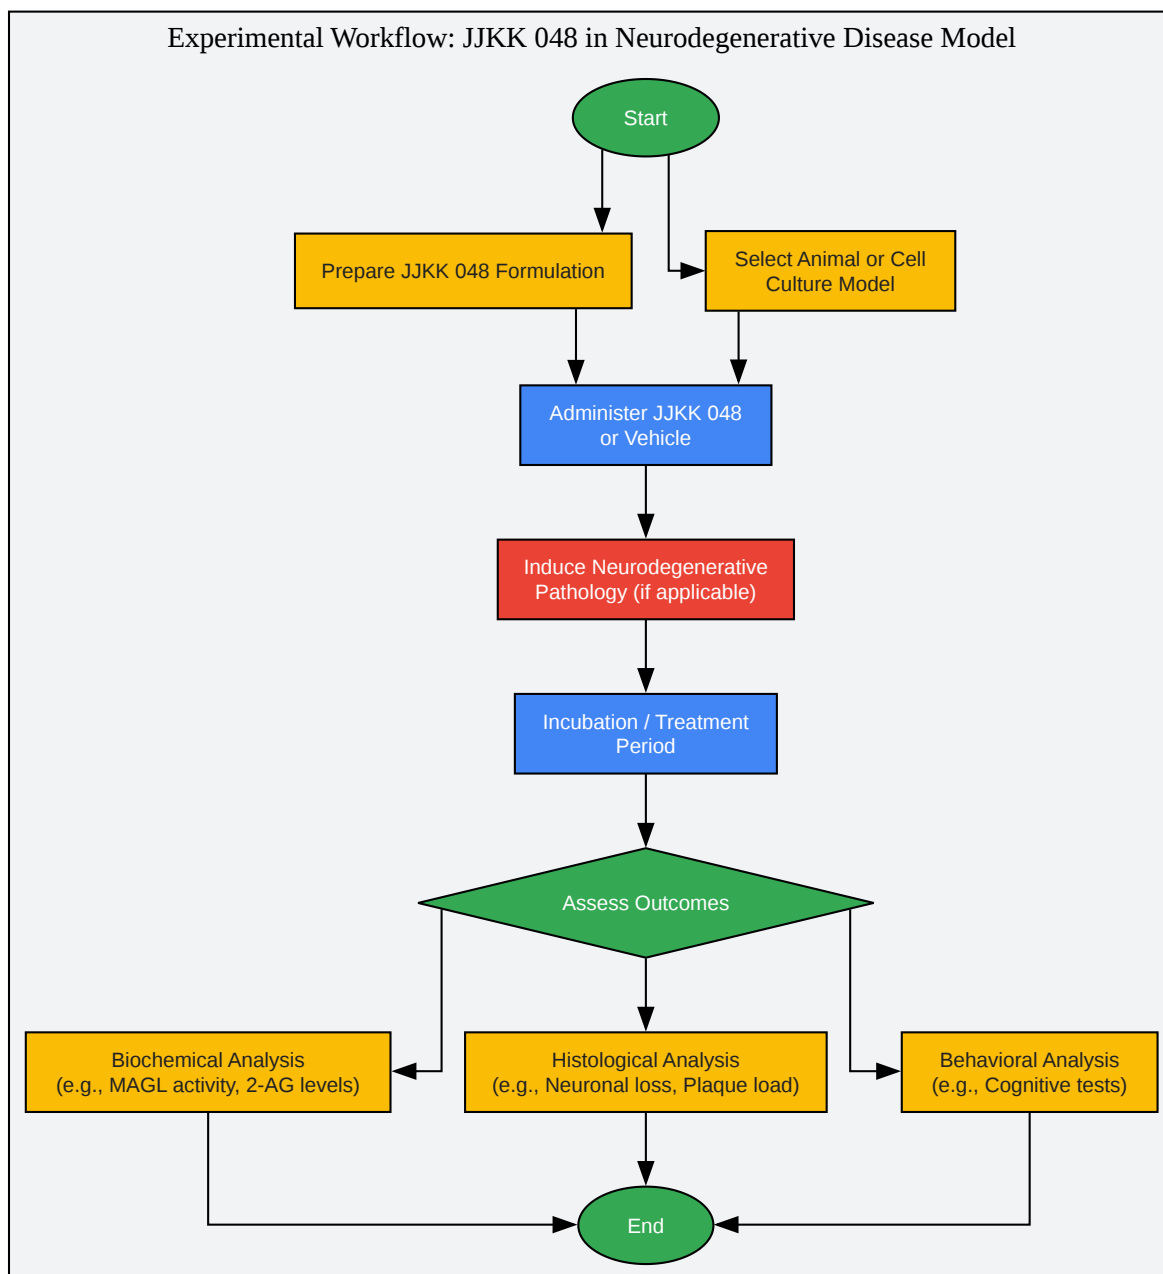 Experimental Workflow: JJKK 048 in Neurodegenerative Disease Model
Start
Prepare JJKK 048 Formulation
Select Animal or Cell
Culture Model
Administer JJKK 048
or Vehicle
Induce Neurodegenerative
Pathology (if applicable)
Incubation / Treatment
Period
Assess Outcomes
Biochemical Analysis
(e.g., MAGL activity, 2-AG levels)
Histological Analysis
(e.g., Neuronal loss, Plaque load)
Behavioral Analysis
(e.g., Cognitive tests)
End